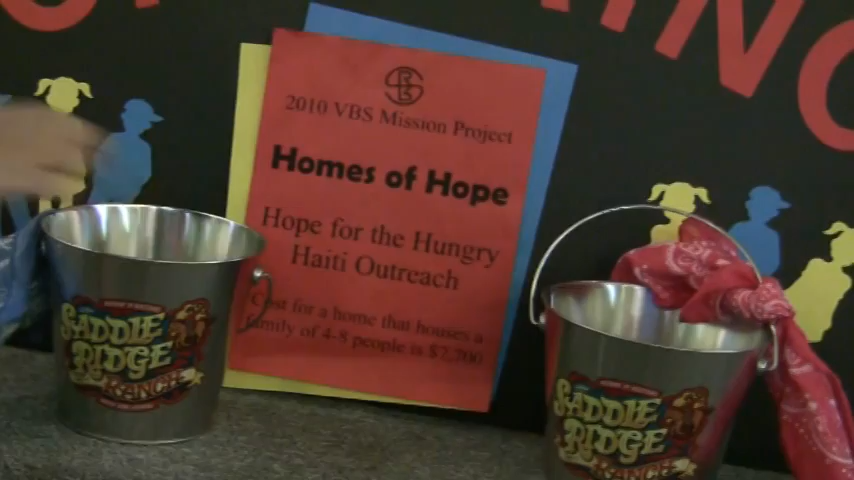 2010 VBS Mission Project
Homes of Hope
Hope for the Hungry
Haiti Outreach
Cost for a home that houses a
family of 4-8 people is $7,700
SADDLE
RIDGE
RANCH
SADDLE
RIDGE
RANCH